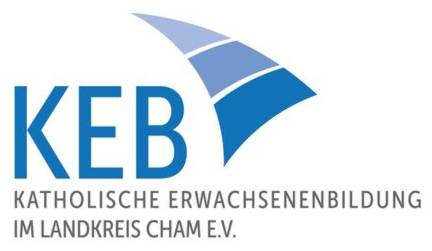 KEB
KATHOLISCHE ERWACHSENENBILDUNG
IM LANDKREIS CHAM E.V.